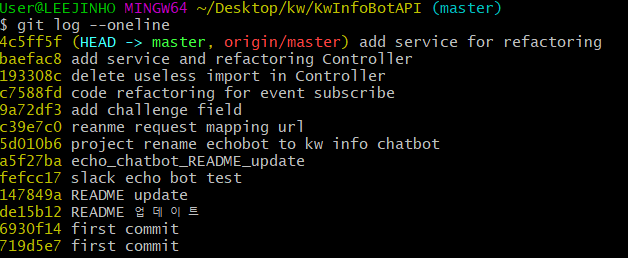 User@LEEJINHO MINGW64 ~/Desktop/kw/KwInfoBotAPI (master)
$ git log --oneline
4c5ff5f (HEAD -> master, origin/master) add service for refactoring
baefac8 add service and refactoring Controller
193308c delete useless import in Controller
c7588fd code refactoring for event subscribe
9a72df3 add challenge field
c39e7c0 reanme request mapping url
5d010b6 project rename echobot to kw info chatbot
a5f27ba echo_chatbot_README_update
fefcc17 slack echo bot test
147849a README update
de15b12 README 업데이트
6930f14 first commit
719d5e7 first commit